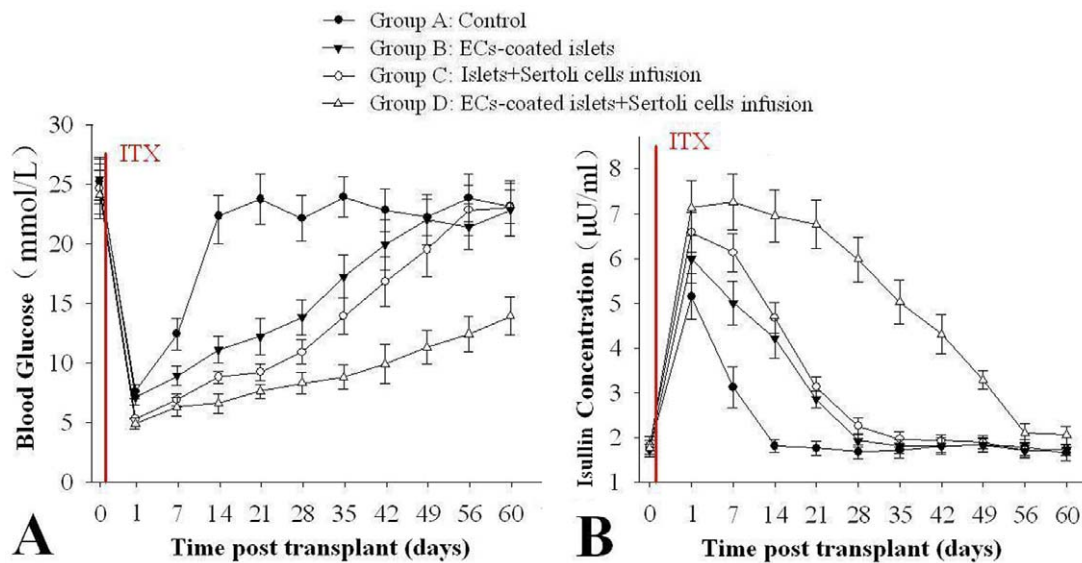 Group A: Control
Group B: ECs-coated islets
Group C: Islets+Sertoli cells infusion
Group D: ECs-coated islets+Sertoli cells infusion
ITX
Blood Glucose ( mmol/L)
30
25
20
15
10
5
0
0 1 7 14 21 28 35 42 49 56 60
Time post transplant (days)
A
ITX
Isullin Concentration ( μU/ml)
8
7
6
5
4
3
2
1
0 1 7 14 21 28 35 42 49 56 60
Time post transplant (days)
B